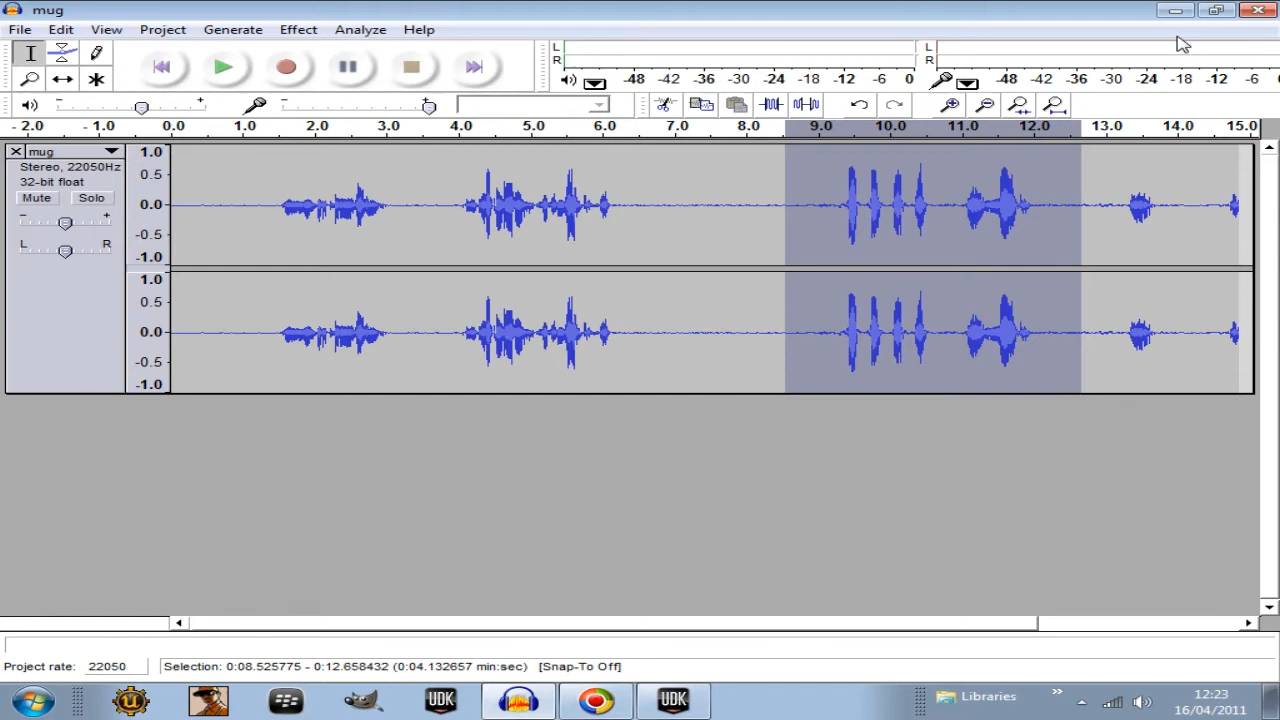 mug
File Edit View Project Generate Effect Analyze Help
L
R
-48 -42 -36 -30 -24 -18 -12 -6 0
L
R
-48 -42 -36 -30 -24 -18 -12 -6
- 2.0 - 1.0 0.0 1.0 2.0 3.0 4.0 5.0 6.0 7.0 8.0 9.0 10.0 11.0 12.0 13.0 14.0 15.0
mug
Stereo, 22050Hz
32-bit float
Mute Solo
- +
L R
1.0
0.5
0.0
-0.5
-1.0
1.0
0.5
0.0
-0.5
-1.0
Project rate: 22050 Selection: 0:08.525775 - 0:12.658432 (0:04.132657 min:sec) [Snap-To Off]
UDK UDK Libraries » 12:23
16/04/2011